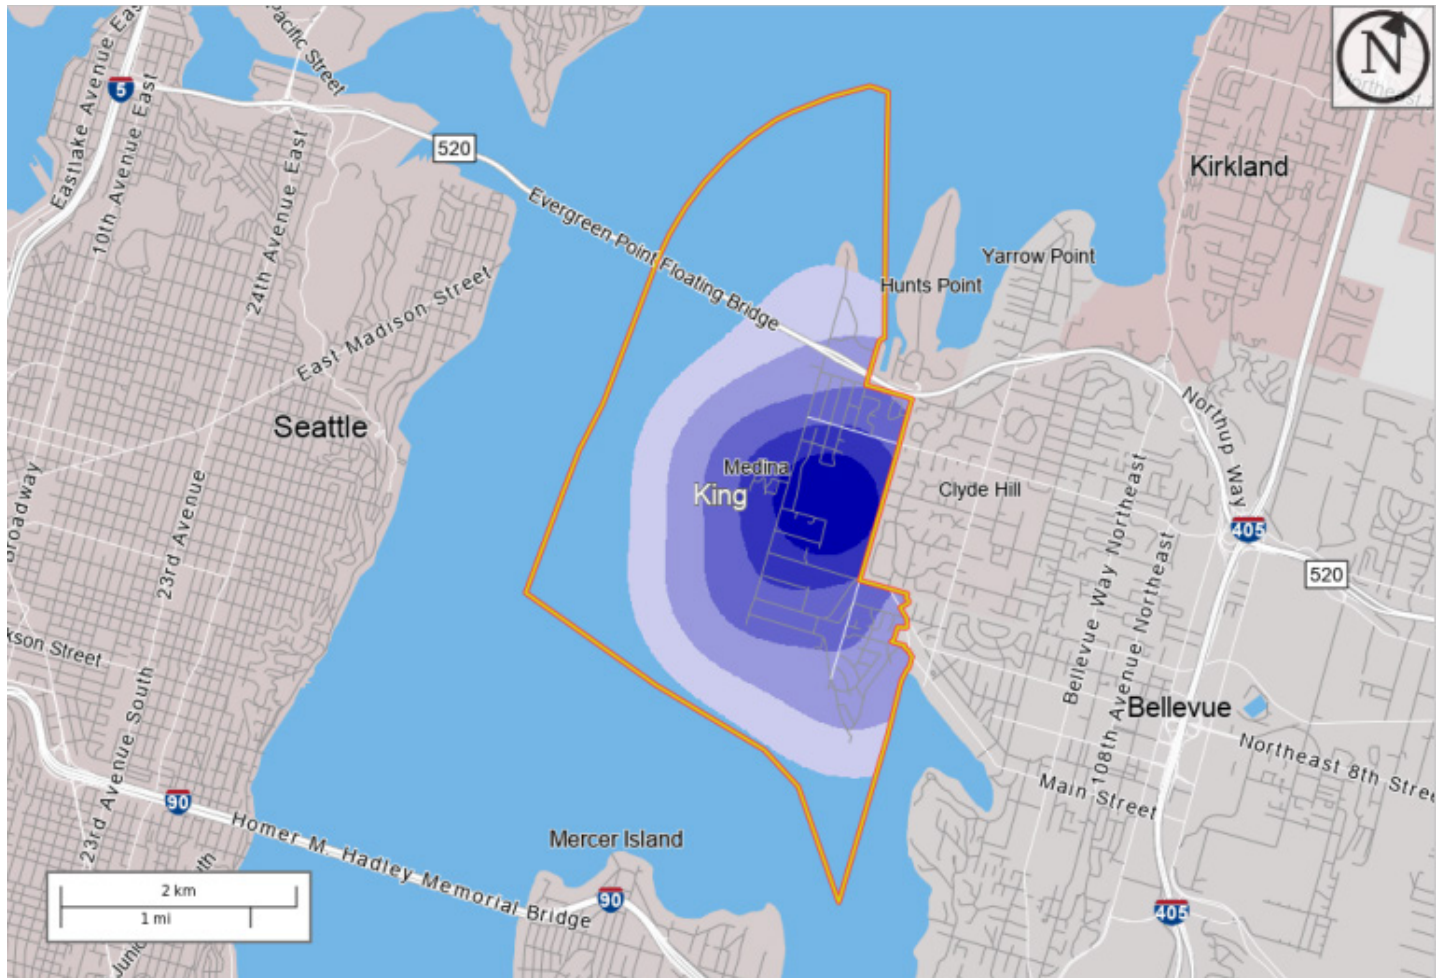 Eastlake Avenue East
Pacific Street
5
10th Avenue East
24th Avenue East
520
N
Northeast
Kirkland
Evergreen Point Floating Bridge
Yarrow Point
Hunts Point
East Madison Street
Seattle
Broadway
23rd Avenue
Medina
King
Clyde Hill
Northup Way
405
520
Bellevue Way Northeast
108th Avenue Northeast
kson Street
23rd Avenue South
Bellevue
Northeast 8th Stree
Main Street
90
Homer M. Hadley Memorial Bridge
Mercer Island
90
405
2 km
1 mi